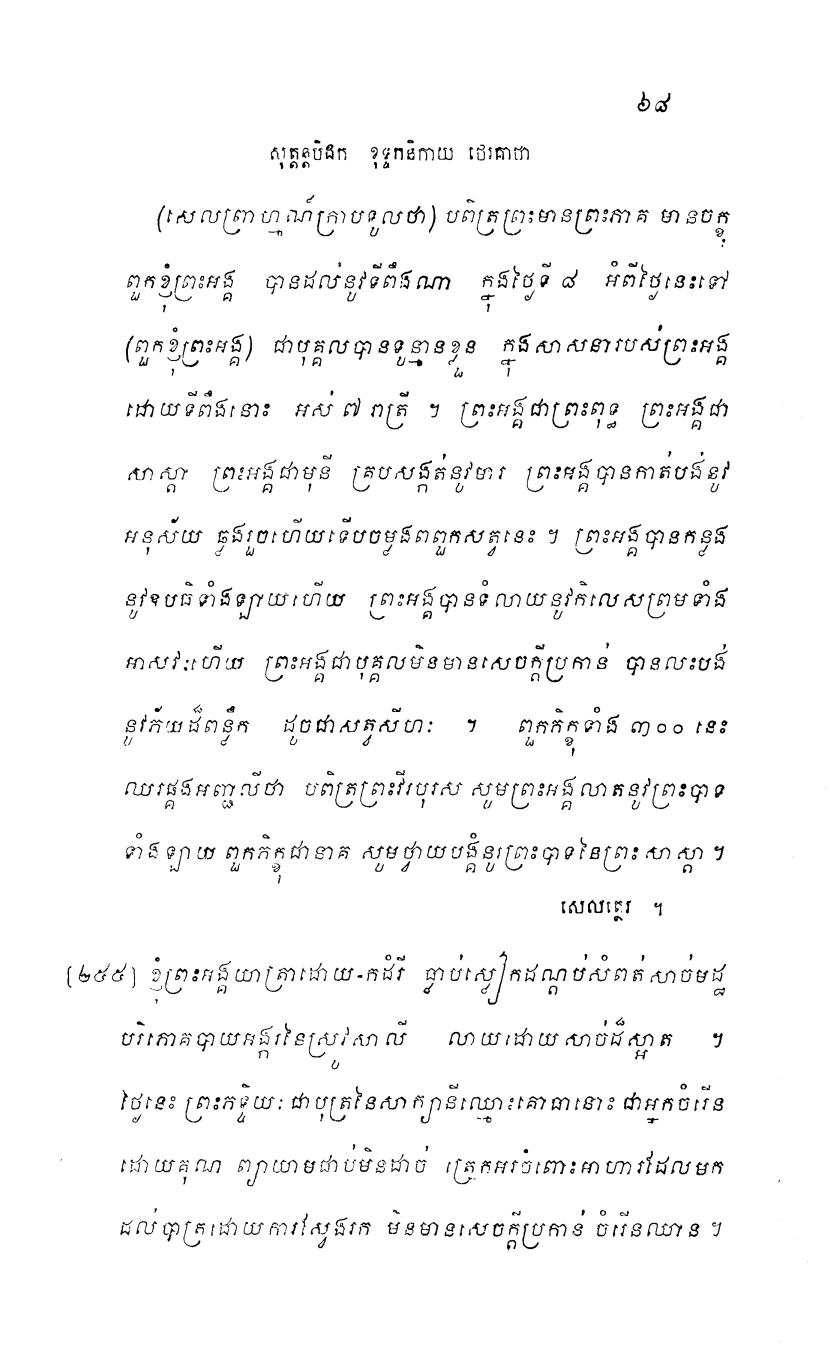 ៦៨
សុត្តន្តបិដក ខុទ្ទកនិកាយ ថេរគាថា
(សេលព្រាហ្មណ៍ក្រាបទូលថា) បពិត្រព្រះមានព្រះភាគ មានចក្ខុ
ពួកខ្ញុំព្រះអង្គ បានដល់នូវទីពឹងណា ក្នុងថ្ងៃទី ៨ អំពីថ្ងៃនេះទៅ
(ពួកខ្ញុំព្រះអង្គ) ជាបុគ្គលបានទូន្មានខ្លួន ក្នុងសាសនារបស់ព្រះអង្គ
ដោយទីពឹងនោះ អស់ ៧ រាត្រី ។ ព្រះអង្គជាព្រះពុទ្ធ ព្រះអង្គជា
សាស្តា ព្រះអង្គជាមុនី គ្របសង្កត់នូវមារ ព្រះអង្គបានកាត់បង់នូវ
អនុស័យ ឆ្លងរួចហើយទើបចម្លងពពួកសត្វនេះ ។ ព្រះអង្គបានកន្លង
នូវឧបធិទាំងឡាយហើយ ព្រះអង្គបានទំលាយនូវកិលេសព្រមទាំង
អាសវៈហើយ ព្រះអង្គជាបុគ្គលមិនមានសេចក្តីប្រកាន់ បានលះបង់
នូវភ័យដ៏ពន្លឹក ដូចជាសត្វសីហៈ ។ ពួកភិក្ខុទាំង ៣០០ នេះ
ឈរផ្គងអញ្ជលីថា បពិត្រព្រះវីរបុរស សូមព្រះអង្គលាតនូវព្រះបាទ
ទាំងឡាយ ពួកភិក្ខុជានាគ សូមថ្វាយបង្គំនូវព្រះបាទនៃព្រះសាស្តា ។
សេលត្ថេរ ។
[២៥៥] ខ្ញុំព្រះអង្គយាត្រាដោយ-កដំរី ធ្លាប់ស្លៀកដណ្តប់សំពត់សាច់មដ្ឋ
បរិភោគបាយអង្ករនៃស្រូវសាលី លាយដោយសាច់ដ៏ស្អាត ។
ថ្ងៃនេះ ព្រះភទ្ទិយៈ ជាបុត្រនៃសាក្យានីឈ្មោះគោធានោះ ជាអ្នកចំរើន
ដោយគុណ ព្យាយាមជាប់មិនដាច់ ត្រេកអរចំពោះអាហារដែលមក
ដល់បាត្រដោយការស្វែងរក មិនមានសេចក្តីប្រកាន់ ចំរើនឈាន ។